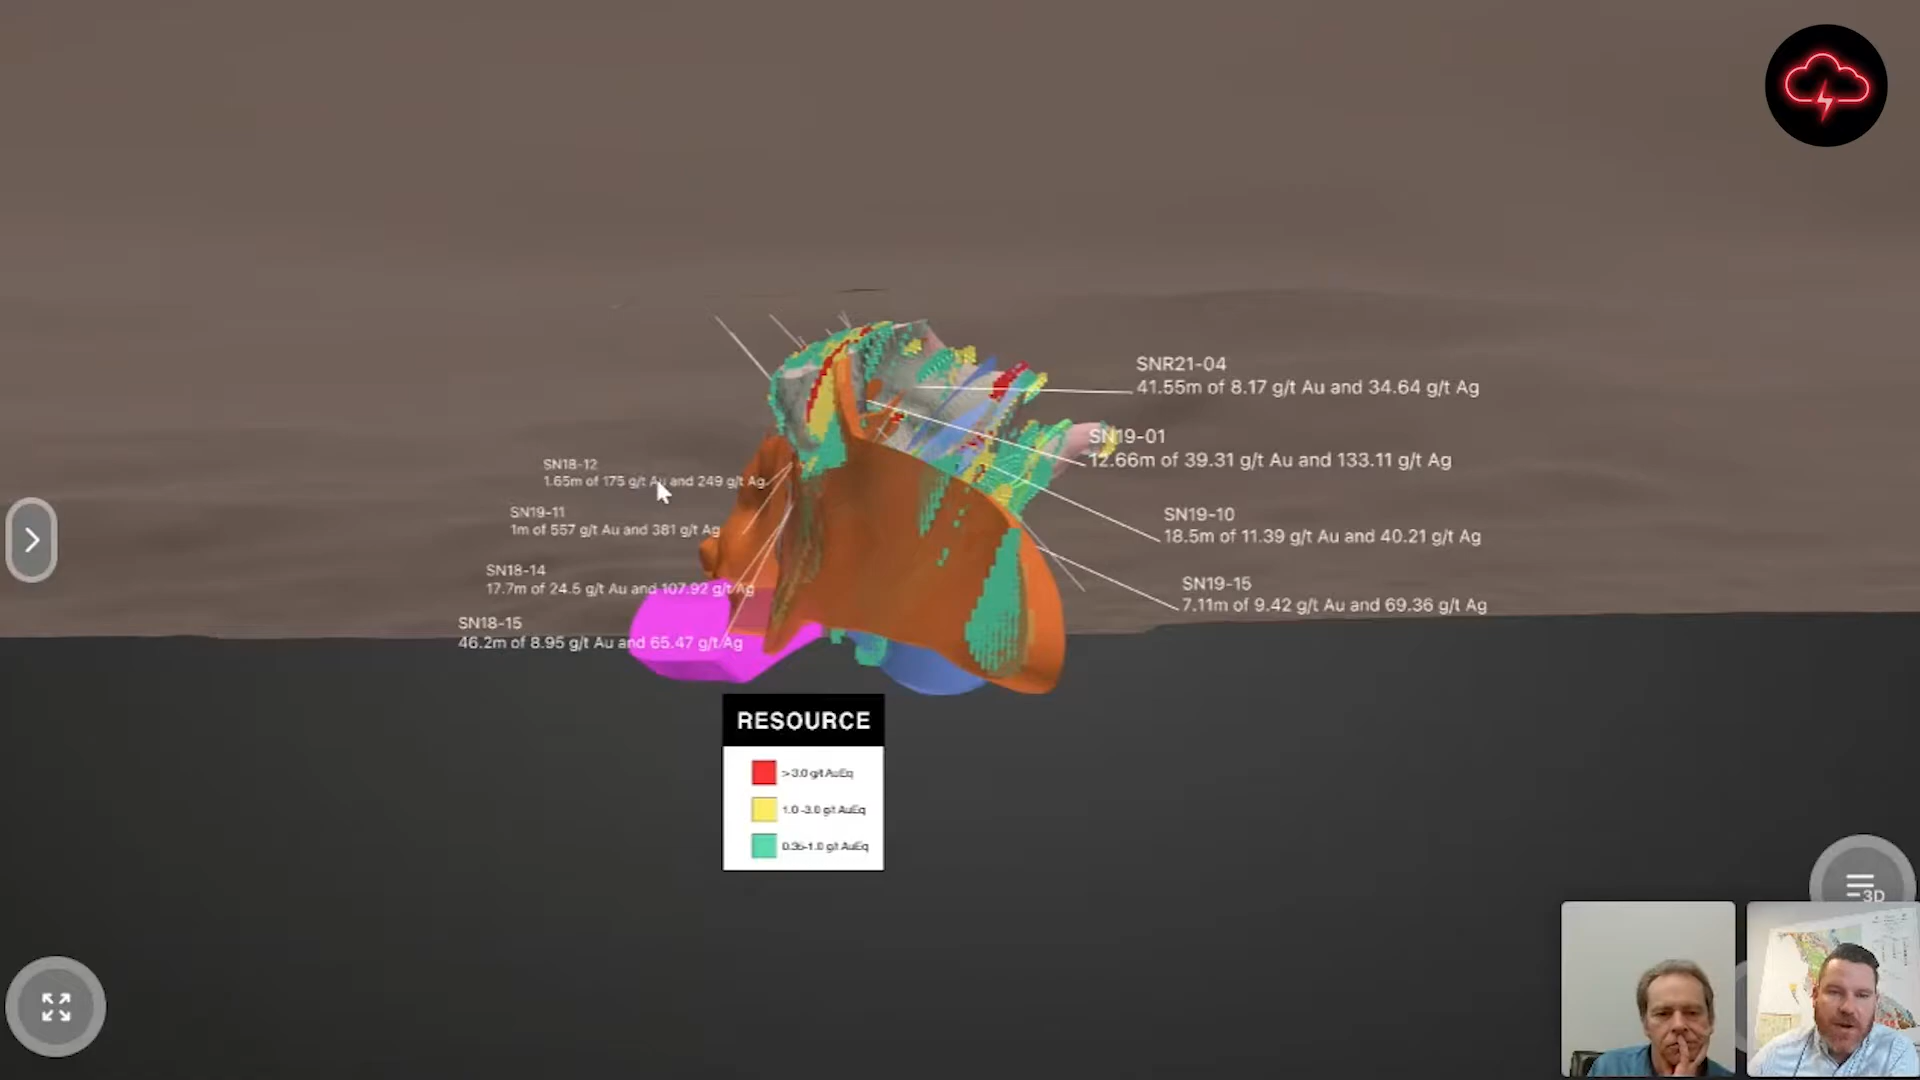 SNR21-04
41.55m of 8.17 g/t Au and 34.64 g/t Ag
SN19-01
12.66m of 39.31 g/t Au and 133.11 g/t Ag
SN18-12
1.65m of 175 g/t Au and 249 g/t Ag
SN19-11
1m of 557 g/t Au and 381 g/t Ag
SN19-10
18.5m of 11.39 g/t Au and 40.21 g/t Ag
SN18-14
17.7m of 24.5 g/t Au and 107.92 g/t Ag
SN19-15
7.11m of 9.42 g/t Au and 69.36 g/t Ag
SN18-15
46.2m of 8.95 g/t Au and 65.47 g/t Ag
RESOURCE
>3.0 g/t AuEq
1.0-3.0 g/t AuEq
0.35-1.0 g/t AuEq
3D